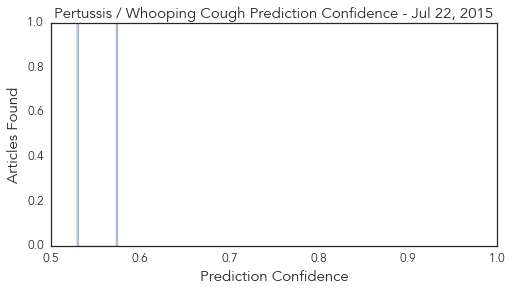 Pertussis / Whooping Cough Prediction Confidence - Jul 22, 2015
1.0
0.8
0.6
0.4
0.2
0.0
Articles Found
0.5 0.6 0.7 0.8 0.9 1.0
Prediction Confidence